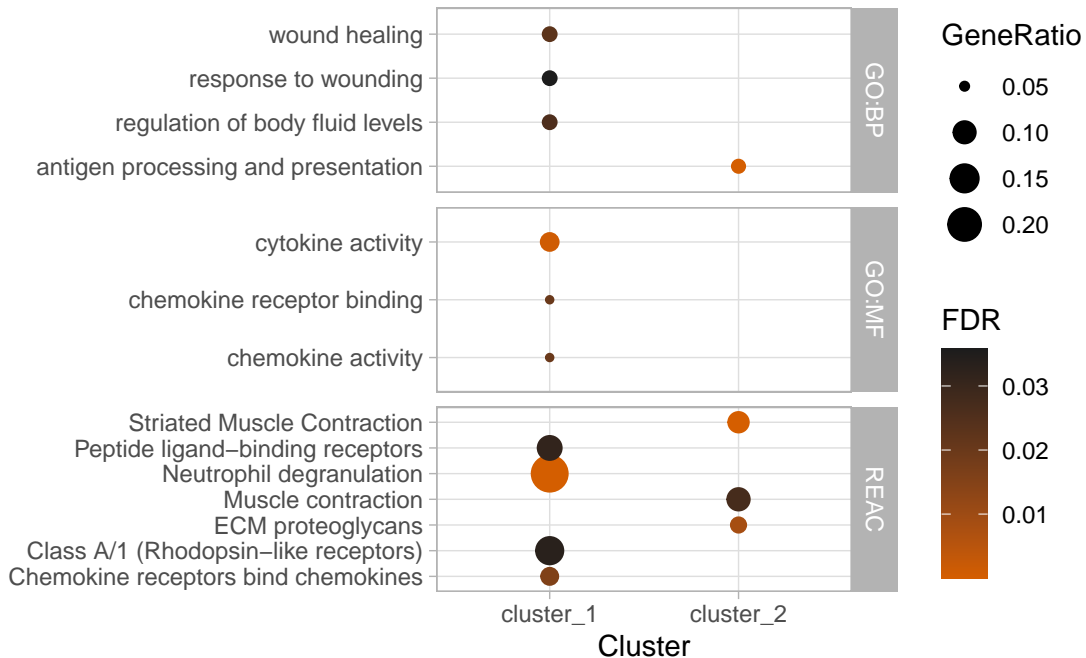 wound healing
response to wounding
regulation of body fluid levels
antigen processing and presentation
GO:BP
cytokine activity
chemokine receptor binding
chemokine activity
GO:MF
Striated Muscle Contraction
Peptide ligand−binding receptors
Neutrophil degranulation
Muscle contraction
ECM proteoglycans
Class A/1 (Rhodopsin−like receptors)
Chemokine receptors bind chemokines
REAC
cluster_1
cluster_2
Cluster
GeneRatio
0.05
0.10
0.15
0.20
FDR
0.03
0.02
0.01